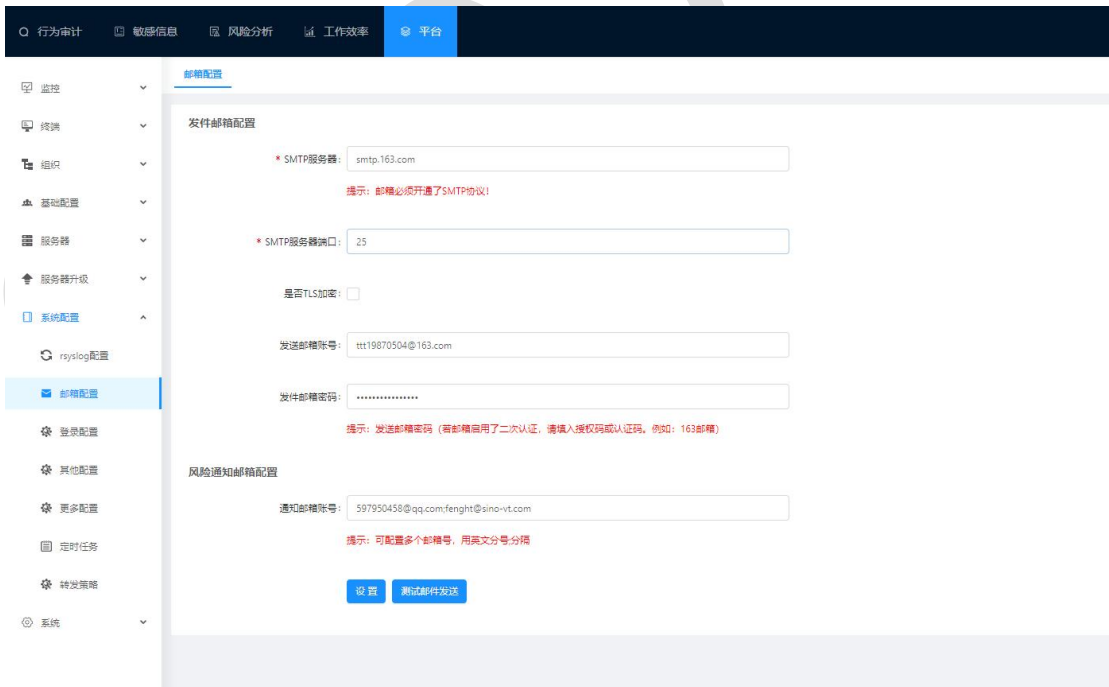 行为审计 敏感信息 风险分析 工作效率 平台
监控
终端
组织
基础配置
服务器
服务器升级
系统配置
rsyslog配置
邮箱配置
登录配置
其他配置
更多配置
定时任务
转发策略
系统
邮箱配置
发件邮箱配置
* SMTP服务器: smtp.163.com
提示：邮箱必须开通了SMTP协议!
* SMTP服务器端口: 25
是否TLS加密:
发送邮箱账号: ttt19870504@163.com
发件邮箱密码: ••••••••••••••••
提示：发送邮箱密码（若邮箱启用了二次认证，请填入授权码或认证码。例如：163邮箱）
风险通知邮箱配置
通知邮箱账号: 597950458@qq.com;fenght@sino-vt.com
提示：可配置多个邮箱号，用英文分号;分隔
设 置 测试邮件发送